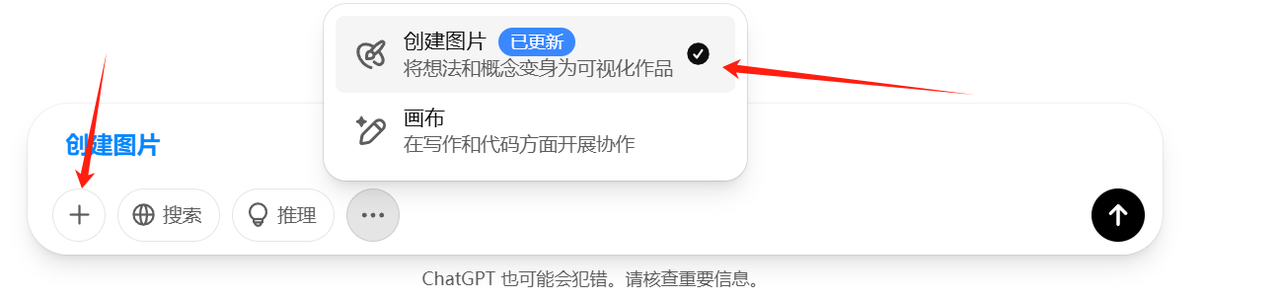 创建图片 已更新
将想法和概念变身为可视化作品
画布
在写作和代码方面开展协作
创建图片
搜索 推理
ChatGPT 也可能会犯错。请核查重要信息。